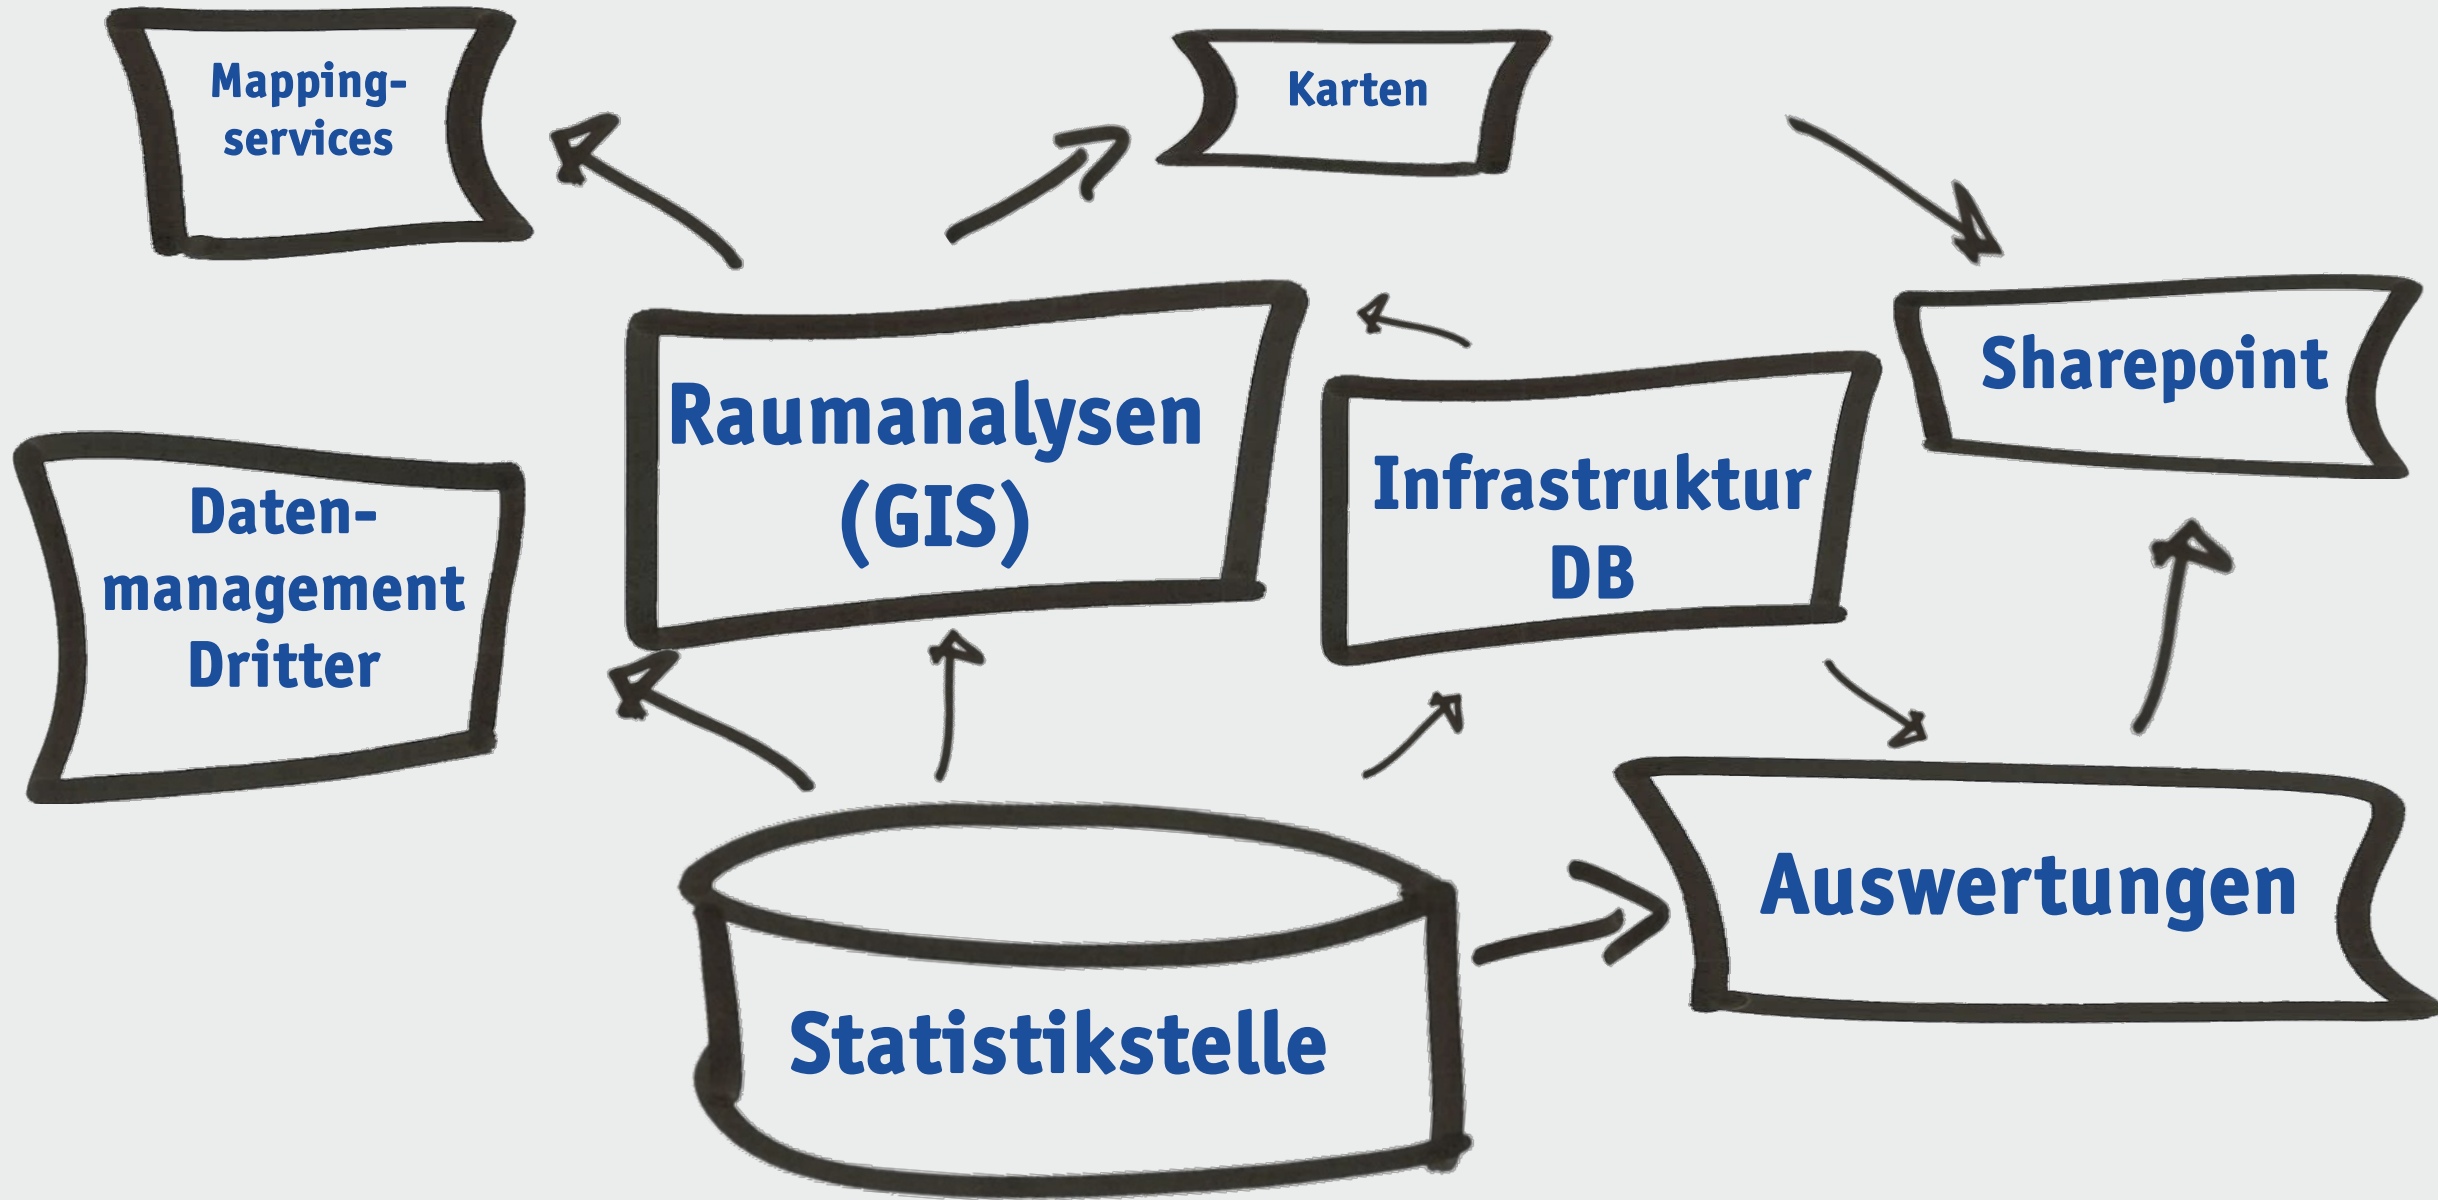 Mapping-
services
Karten
Sharepoint
Raumanalysen
(GIS)
Infrastruktur
DB
Daten-
management
Dritter
Auswertungen
Statistikstelle